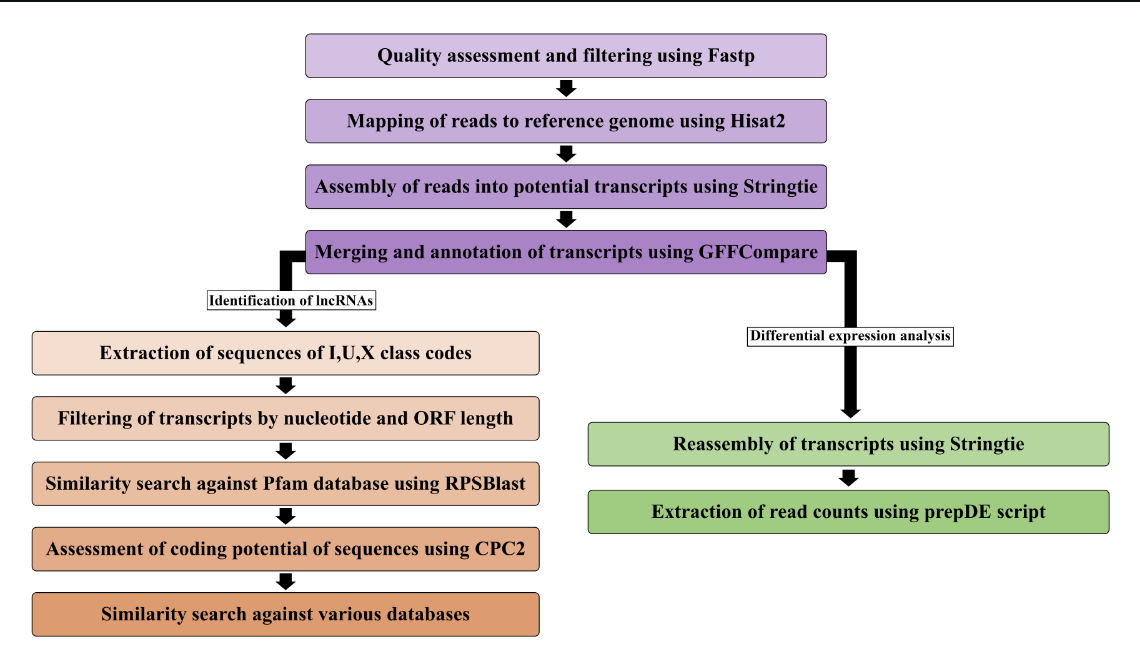 Quality assessment and filtering using Fastp
Mapping of reads to reference genome using Hisat2
Assembly of reads into potential transcripts using Stringtie
Merging and annotation of transcripts using GFFCompare
Identification of lncRNAs
Extraction of sequences of I,U,X class codes
Filtering of transcripts by nucleotide and ORF length
Similarity search against Pfam database using RPSBlast
Assessment of coding potential of sequences using CPC2
Similarity search against various databases
Differential expression analysis
Reassembly of transcripts using Stringtie
Extraction of read counts using prepDE script